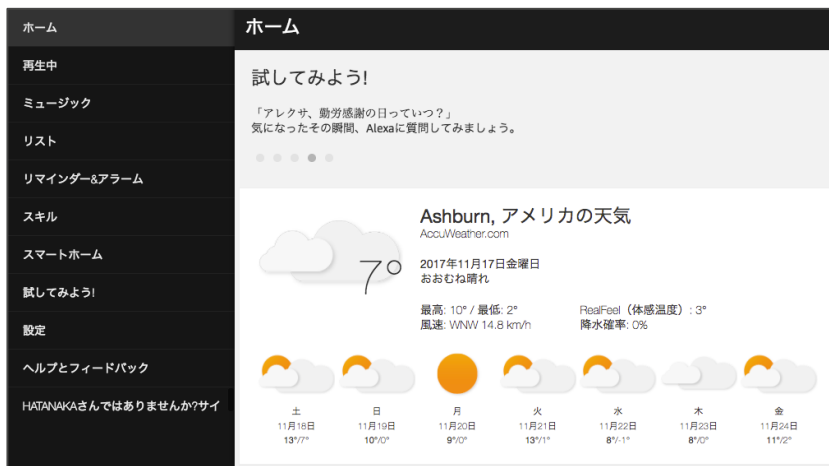 ホーム
再生中
ミュージック
リスト
リマインダー&アラーム
スキル
スマートホーム
試してみよう!
設定
ヘルプとフィードバック
HATANAKAさんではありませんか?サイ
ホーム
試してみよう!
「アレクサ、勤労感謝の日っていつ？」
気になったその瞬間、Alexaに質問してみましょう。
7°
Ashburn, アメリカの天気
AccuWeather.com
2017年11月17日金曜日
おおむね晴れ
最高: 10° / 最低: 2° RealFeel（体感温度）: 3°
風速: WNW 14.8 km/h 降水確率: 0%
土 日 月 火 水 木 金
11月18日 11月19日 11月20日 11月21日 11月22日 11月23日 11月24日
13°/7° 10°/0° 9°/0° 13°/1° 8°/-1° 8°/0° 11°/2°